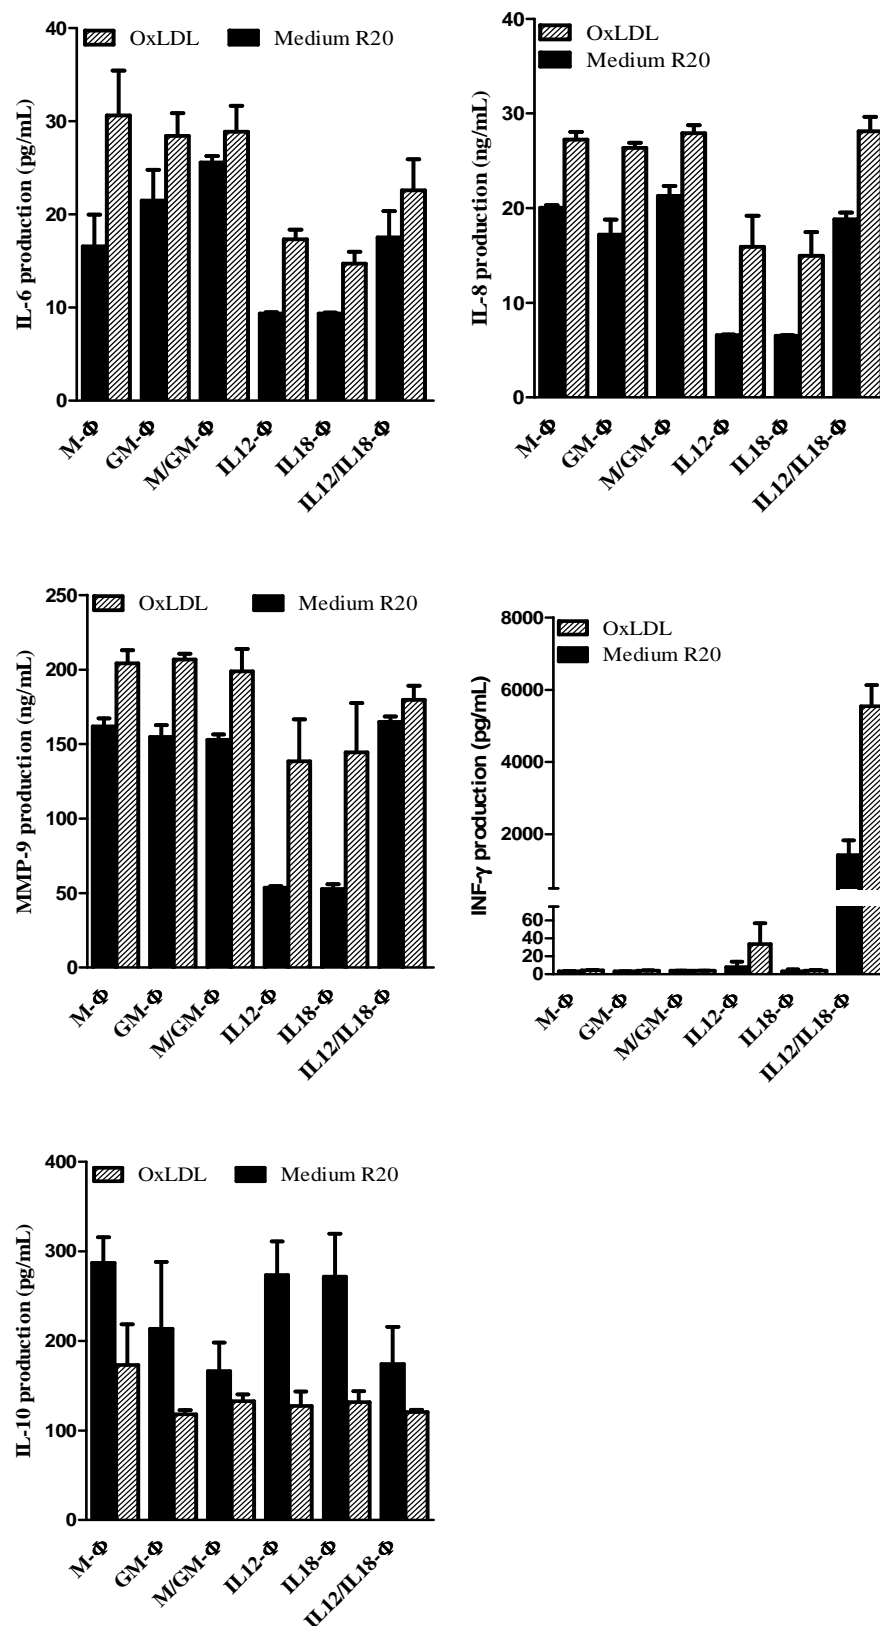 OxLDL Medium R20
IL-6 production (pg/mL)
40
30
20
10
0
M-Φ GM-Φ M/GM-Φ IL12-Φ IL18-Φ IL12/IL18-Φ
OxLDL
Medium R20
IL-8 production (ng/mL)
40
30
20
10
0
M-Φ GM-Φ M/GM-Φ IL12-Φ IL18-Φ IL12/IL18-Φ
OxLDL Medium R20
MMP-9 production (ng/mL)
250
200
150
100
50
0
M-Φ GM-Φ M/GM-Φ IL12-Φ IL18-Φ IL12/IL18-Φ
OxLDL
Medium R20
INF-γ production (pg/mL)
8000
6000
4000
2000
60
40
20
0
M-Φ GM-Φ M/GM-Φ IL12-Φ IL18-Φ IL12/IL18-Φ
OxLDL Medium R20
IL-10 production (pg/mL)
400
300
200
100
0
M-Φ GM-Φ M/GM-Φ IL12-Φ IL18-Φ IL12/IL18-Φ